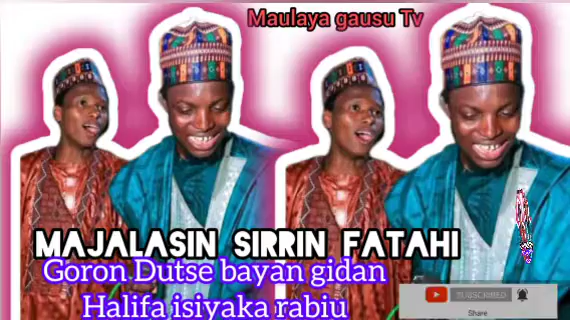 Maulaya gausu Tv
MAJALASIN SIRRIN FATAHI
Goron Dutse bayan gidan
Halifa isiyaka rabiu
SUBSCRIBED
Share